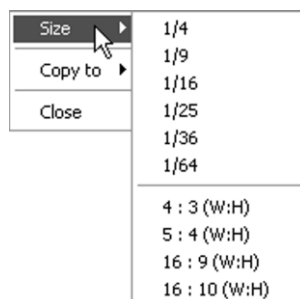 Size
Copy to
Close
1/4
1/9
1/16
1/25
1/36
1/64
4 : 3 (W:H)
5 : 4 (W:H)
16 : 9 (W:H)
16 : 10 (W:H)